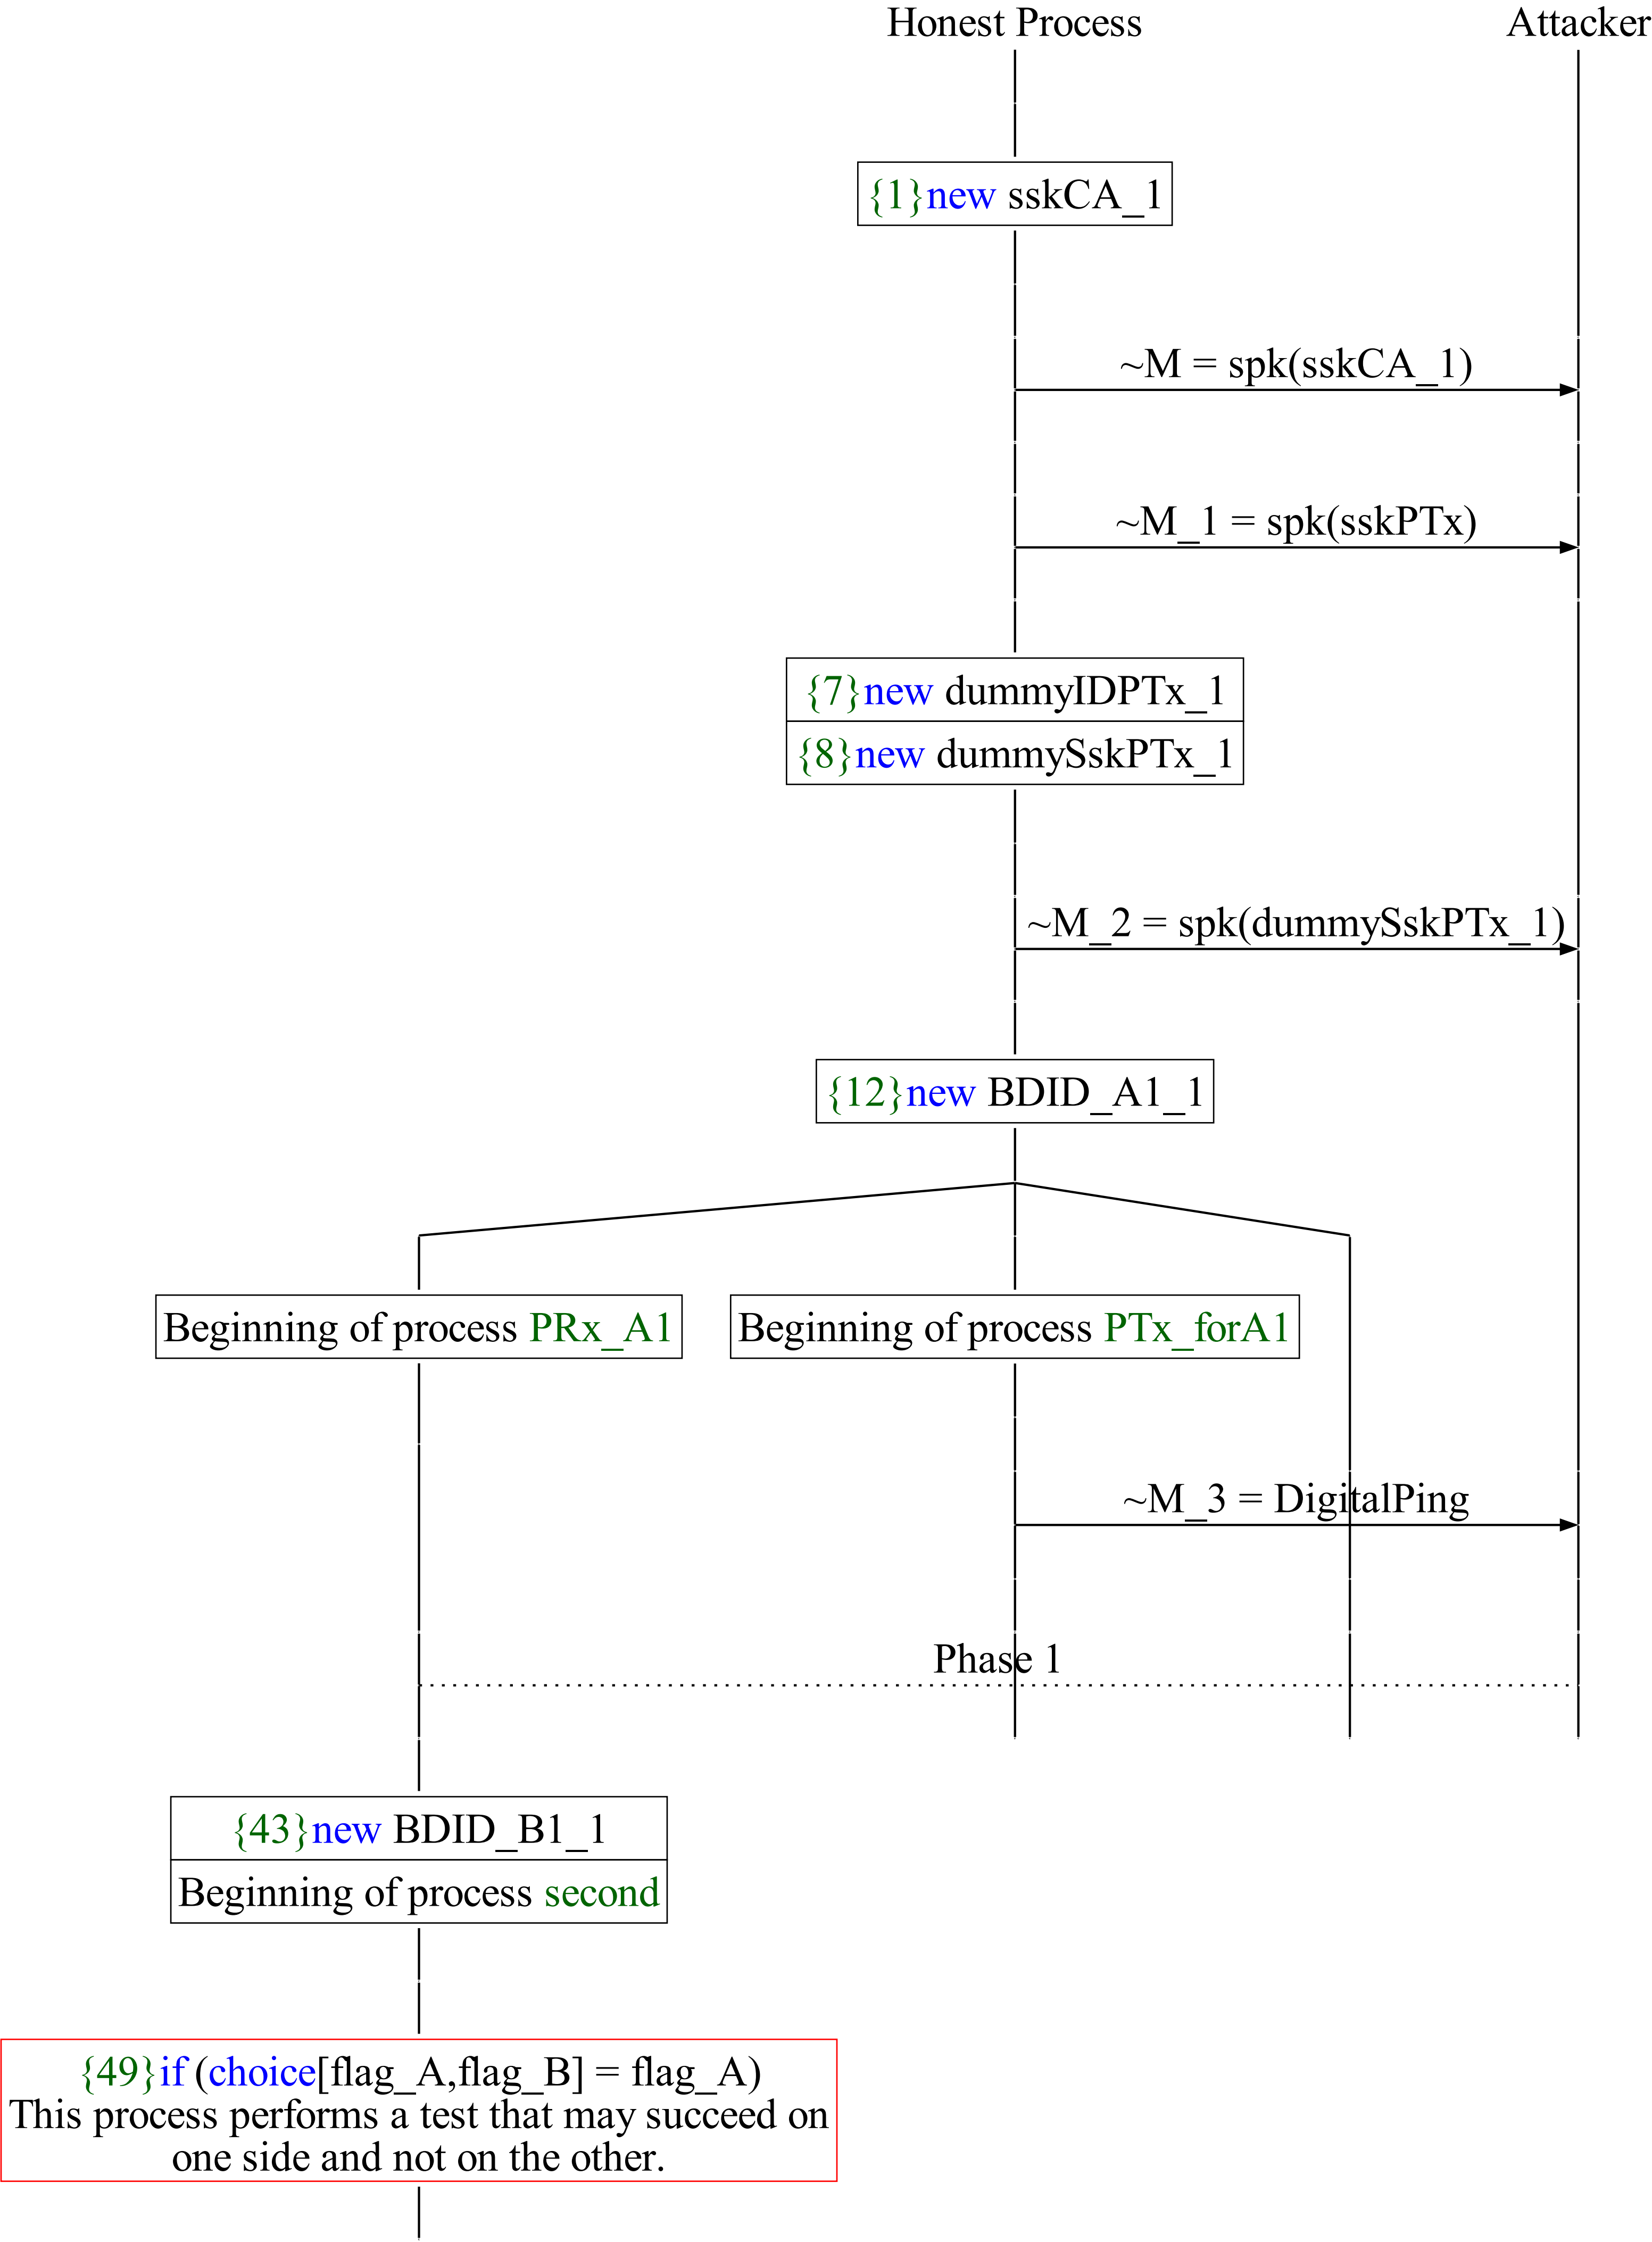 Honest Process
Attacker
{1}new sskCA_1
~M = spk(sskCA_1)
~M_1 = spk(sskPTx)
{7}new dummyIDPTx_1
{8}new dummySskPTx_1
~M_2 = spk(dummySskPTx_1)
{12}new BDID_A1_1
Beginning of process PRx_A1
Beginning of process PTx_forA1
~M_3 = DigitalPing
Phase 1
{43}new BDID_B1_1
Beginning of process second
{49}if (choice[flag_A,flag_B] = flag_A)
This process performs a test that may succeed on
one side and not on the other.